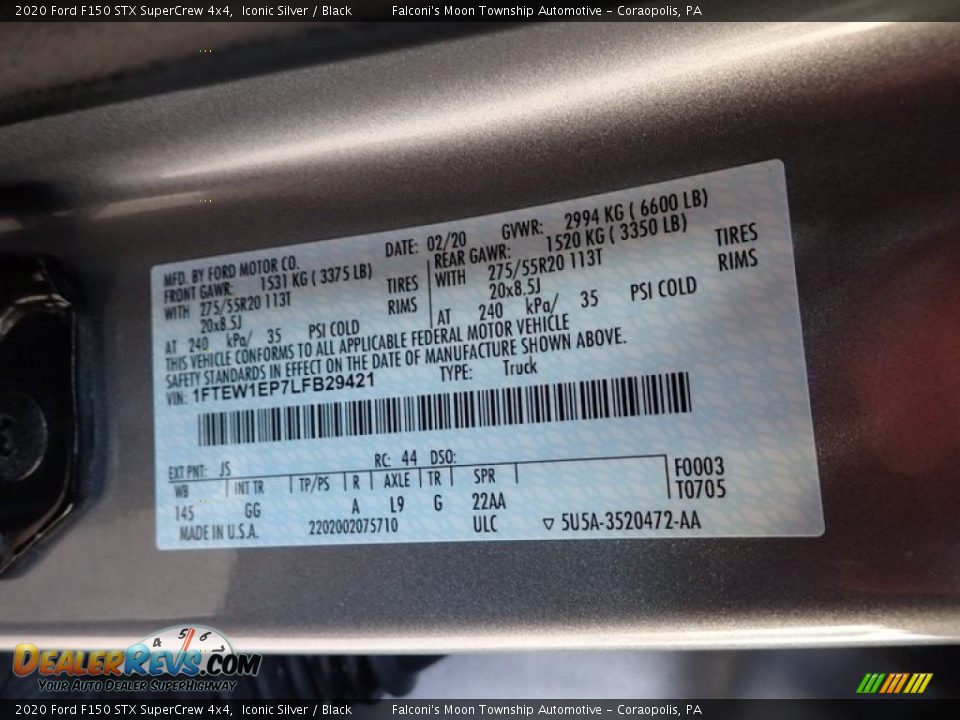 2020 Ford F150 STX SuperCrew 4x4, Iconic Silver / Black Falconi's Moon Township Automotive - Coraopolis, PA
MFD. BY FORD MOTOR CO. DATE: 02/20 GVWR: 2994 KG ( 6600 LB)
FRONT GAWR: 1531 KG ( 3375 LB) REAR GAWR: 1520 KG ( 3350 LB)
WITH 275/55R20 113T TIRES WITH 275/55R20 113T TIRES
20x8.5J RIMS 20x8.5J RIMS
AT 240 kPa/ 35 PSI COLD AT 240 kPa/ 35 PSI COLD
THIS VEHICLE CONFORMS TO ALL APPLICABLE FEDERAL MOTOR VEHICLE
SAFETY STANDARDS IN EFFECT ON THE DATE OF MANUFACTURE SHOWN ABOVE.
VIN: 1FTEW1EP7LFB29421 TYPE: Truck
EXT PNT: JS RC: 44 DSO: F0003
WB INT TR TP/PS R AXLE TR SPR T0705
145 GG A L9 G 22AA
MADE IN U.S.A. 2202002075710 ULC ▽ 5U5A-3520472-AA
4 5 6
DEALERREVS.COM
Your Auto Dealer SuperHighway
2020 Ford F150 STX SuperCrew 4x4, Iconic Silver / Black Falconi's Moon Township Automotive - Coraopolis, PA